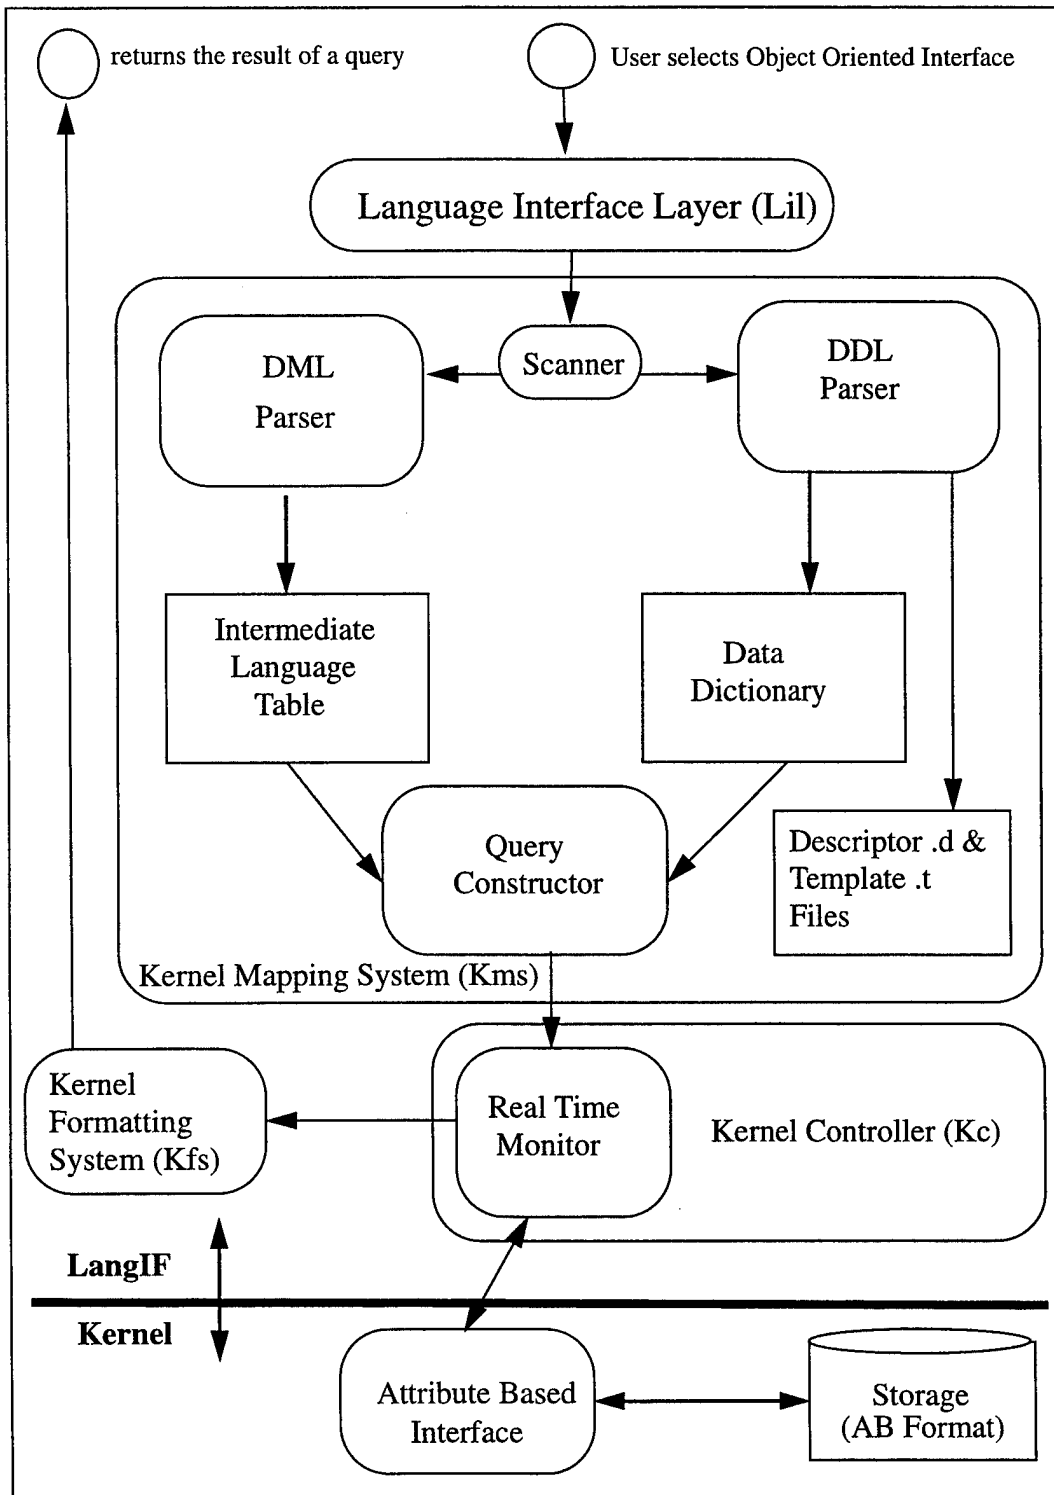 returns the result of a query
User selects Object Oriented Interface
Language Interface Layer (Lil)
Scanner
DML
Parser
DDL
Parser
Intermediate
Language
Table
Data
Dictionary
Query
Constructor
Descriptor .d &
Template .t
Files
Kernel Mapping System (Kms)
Kernel
Formatting
System (Kfs)
Real Time
Monitor
Kernel Controller (Kc)
LangIF
Kernel
Attribute Based
Interface
Storage
(AB Format)